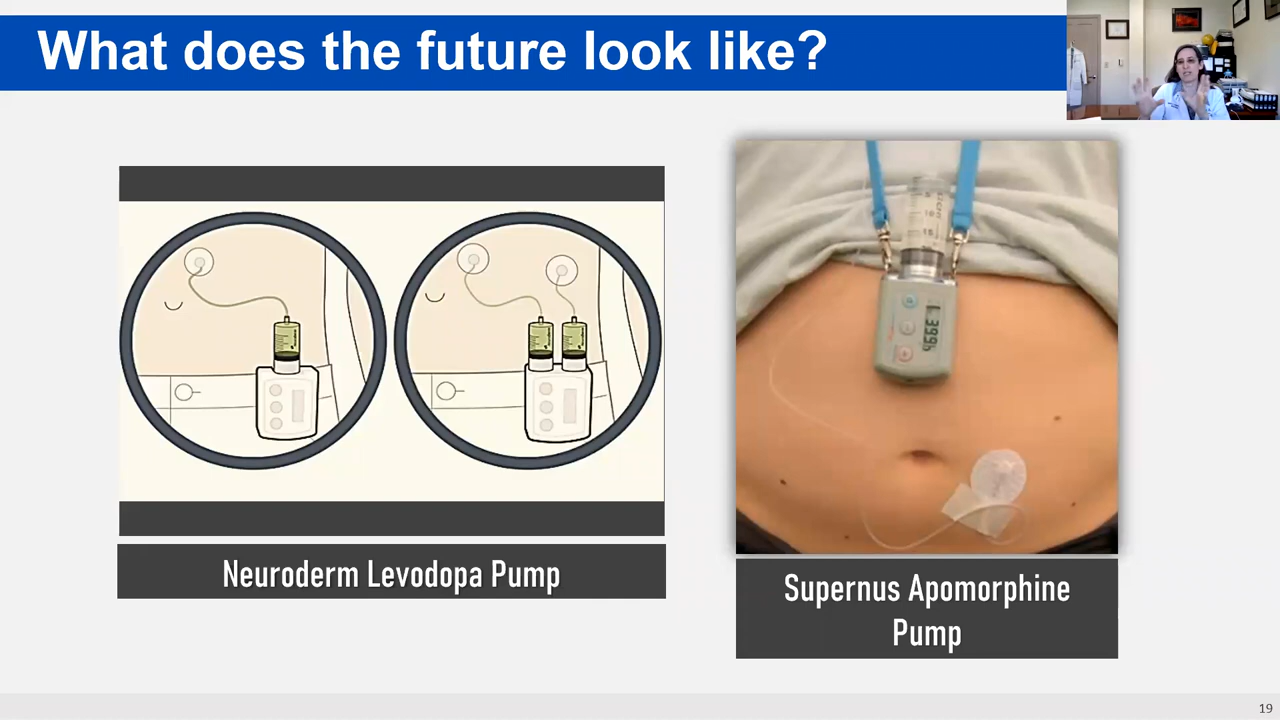 What does the future look like?
Neuroderm Levodopa Pump
Supernus Apomorphine
Pump
19